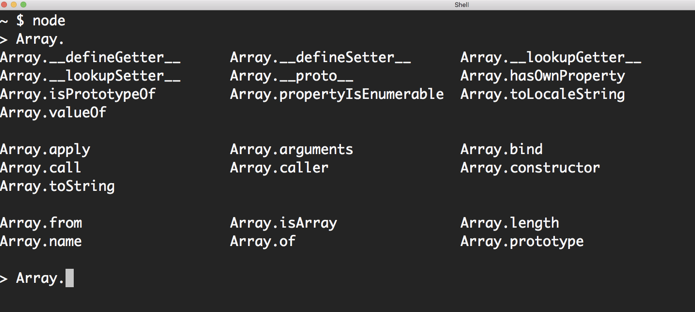 Shell
~ $ node
> Array.
Array.__defineGetter__ Array.__defineSetter__ Array.__lookupGetter__
Array.__lookupSetter__ Array.__proto__ Array.hasOwnProperty
Array.isPrototypeOf Array.propertyIsEnumerable Array.toLocaleString
Array.valueOf
Array.apply Array.arguments Array.bind
Array.call Array.caller Array.constructor
Array.toString
Array.from Array.isArray Array.length
Array.name Array.of Array.prototype
> Array.